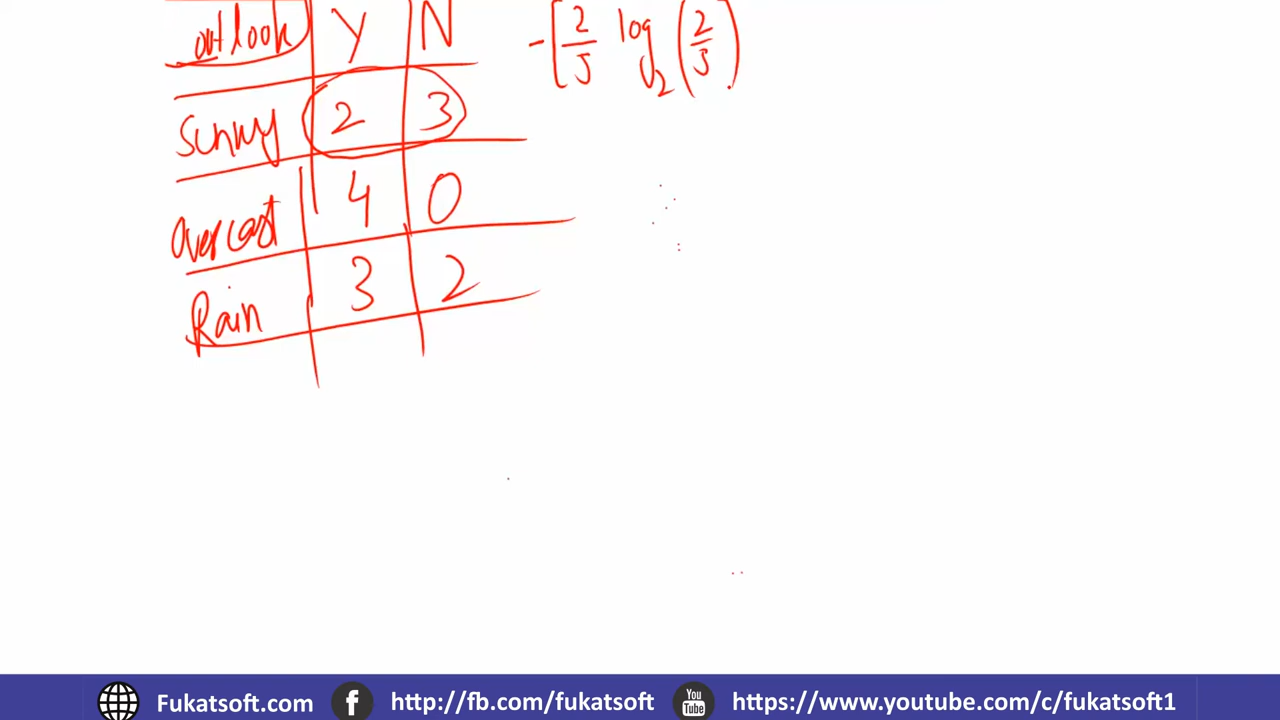 outlook Y N -[2/5 log₂(2/5)
Sunny 2 3
Overcast 4 0
Rain 3 2
Fukatsoft.com f http://fb.com/fukatsoft You Tube https://www.youtube.com/c/fukatsoft1